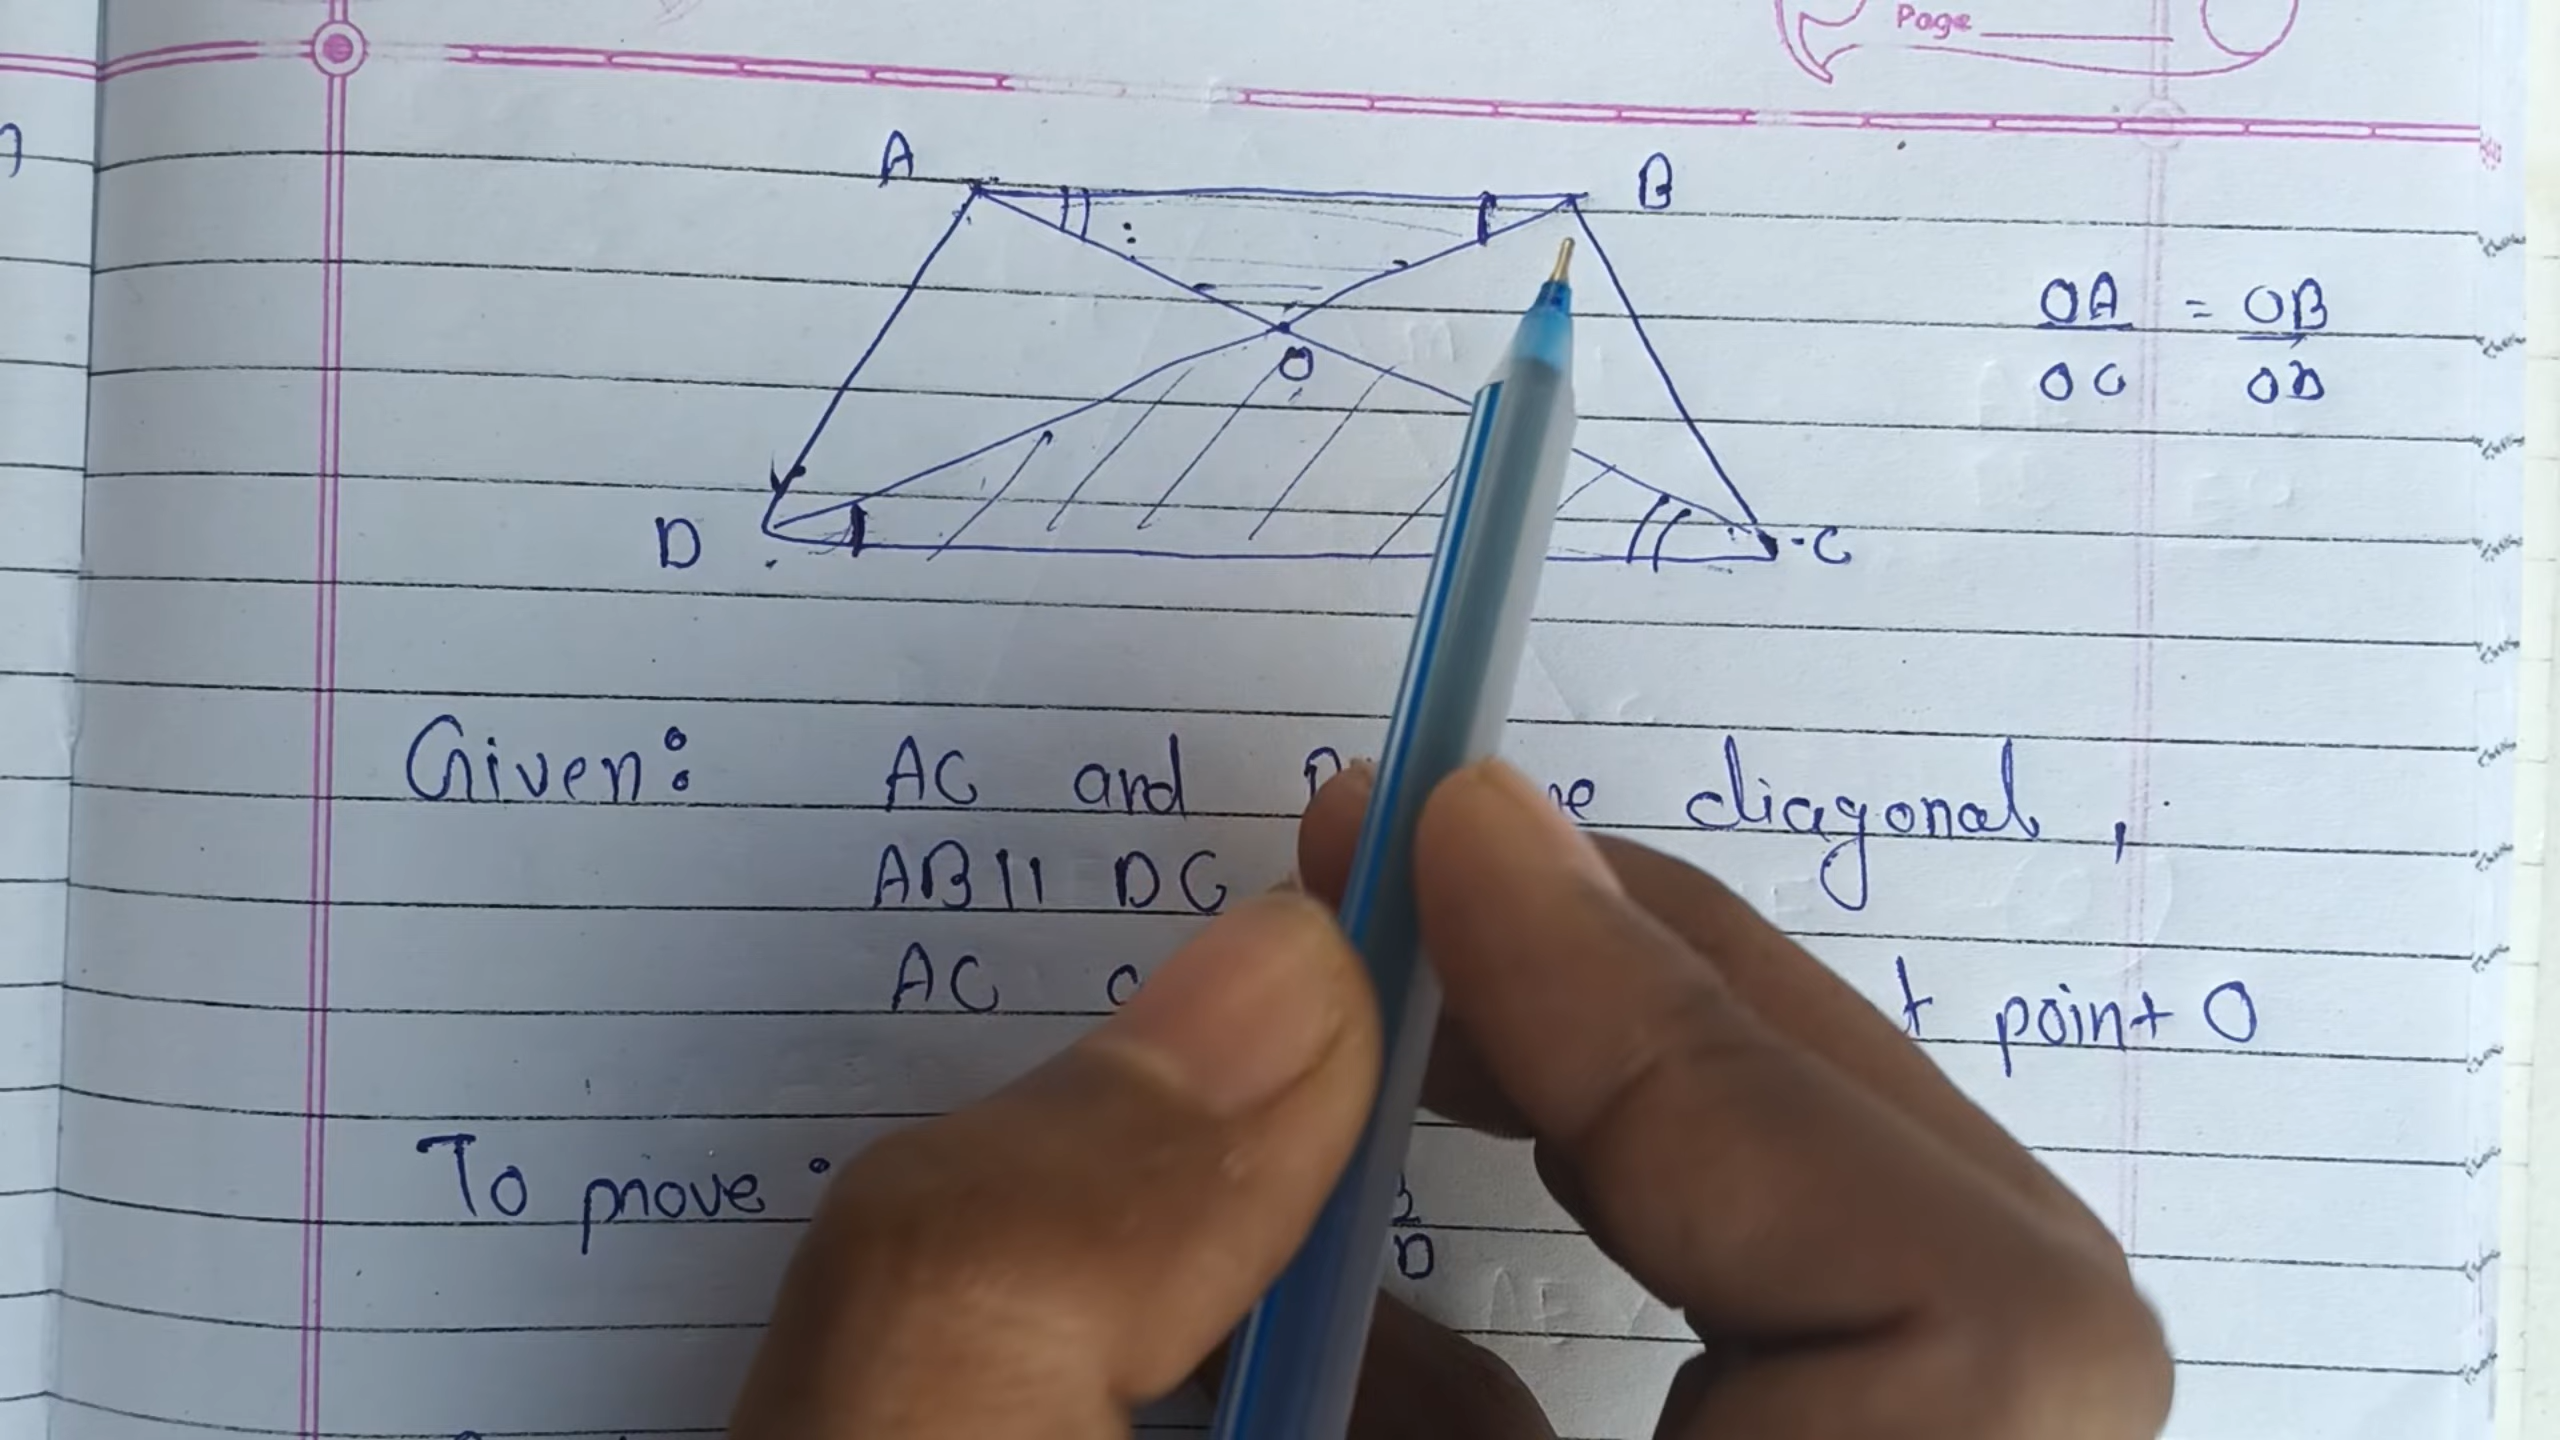 Page
A B
OA = OB
OC OD
O
D C
Given: AC and diagonal,
AB || DC
AC point O
To prove :
D